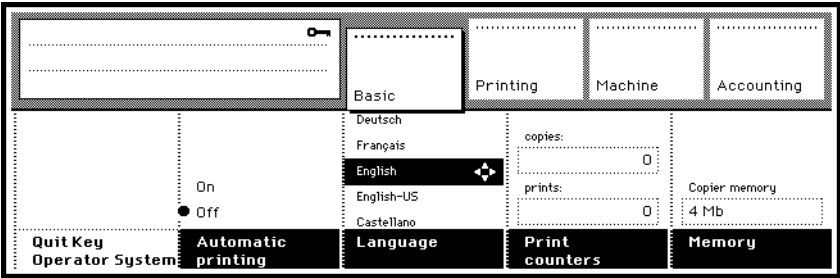 Basic
Printing
Machine
Accounting
On
Off
Deutsch
Français
English
English-US
Castellano
copies:
0
prints:
0
Copier memory
4 Mb
Quit Key
Operator System
Automatic
printing
Language
Print
counters
Memory